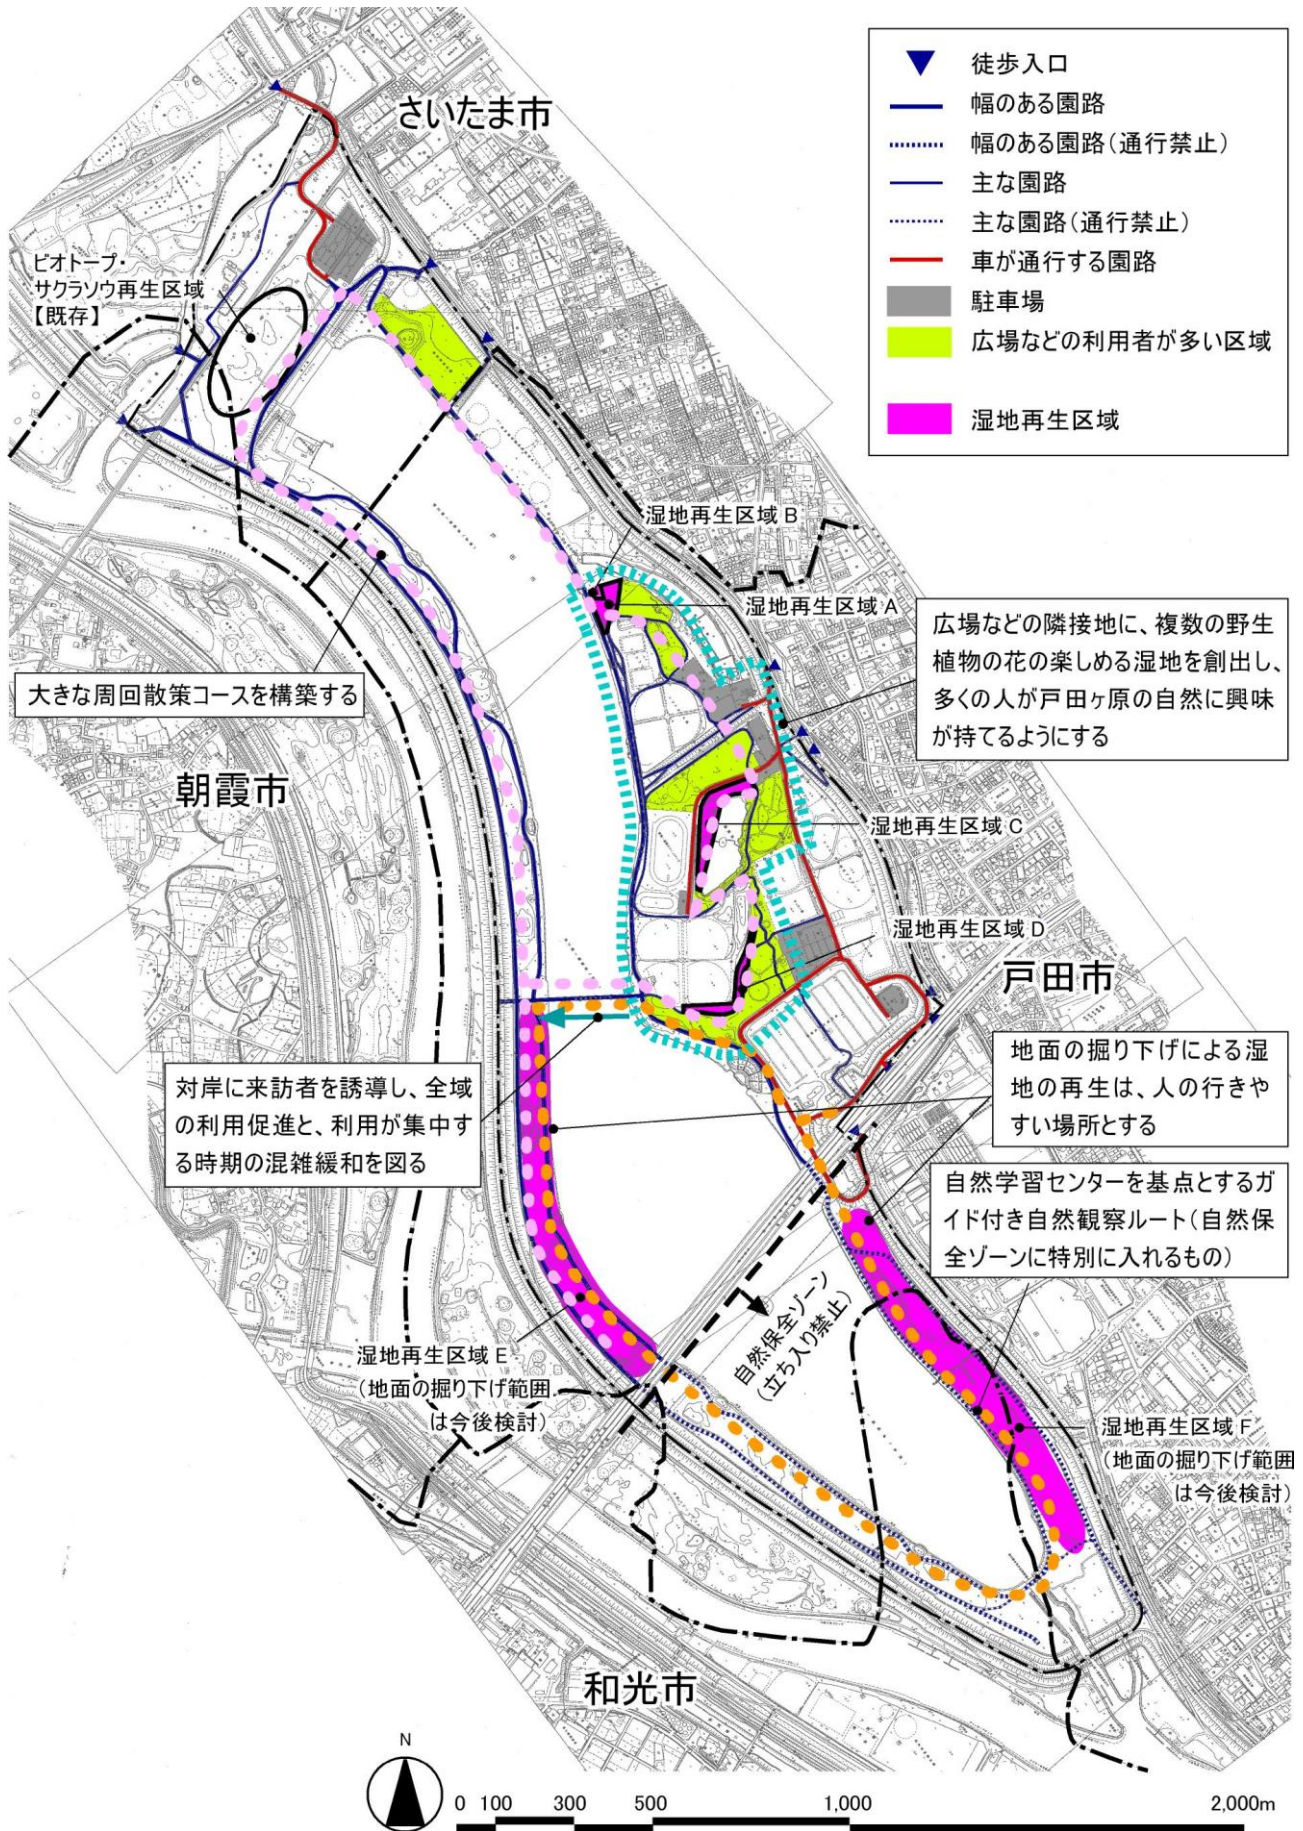 さいたま市
徒歩入口
幅のある園路
幅のある園路(通行禁止)
主な園路
主な園路(通行禁止)
車が通行する園路
駐車場
広場などの利用者が多い区域
湿地再生区域
ビオトープ・
サクラソウ再生区域
【既存】
湿地再生区域 B
湿地再生区域 A
広場などの隣接地に、複数の野生
植物の花の楽しめる湿地を創出し、
多くの人が戸田ヶ原の自然に興味
が持てるようにする
大きな周回散策コースを構築する
朝霞市
湿地再生区域 C
湿地再生区域 D
戸田市
地面の掘り下げによる湿
地の再生は、人の行きや
すい場所とする
対岸に来訪者を誘導し、全域
の利用促進と、利用が集中す
る時期の混雑緩和を図る
自然学習センターを基点とするガ
イド付き自然観察ルート(自然保
全ゾーンに特別に入れるもの)
自然保全ゾーン
(立ち入り禁止)
湿地再生区域 E
(地面の掘り下げ範囲
は今後検討)
湿地再生区域 F
(地面の掘り下げ範囲
は今後検討)
和光市
N
0 100 300 500 1,000 2,000m